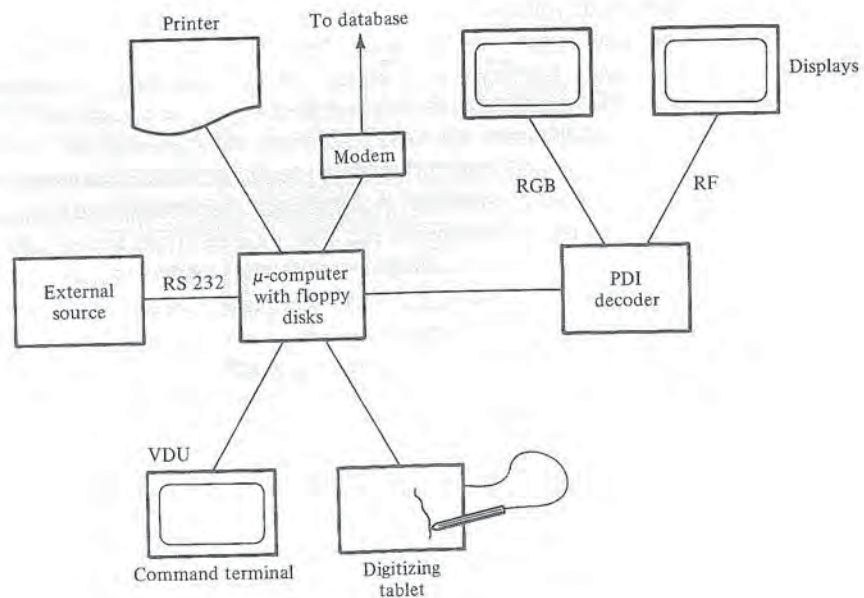 Printer
To database
Displays
Modem
RGB
RF
External
source
RS 232
μ-computer
with floppy
disks
PDI
decoder
VDU
Command terminal
Digitizing
tablet